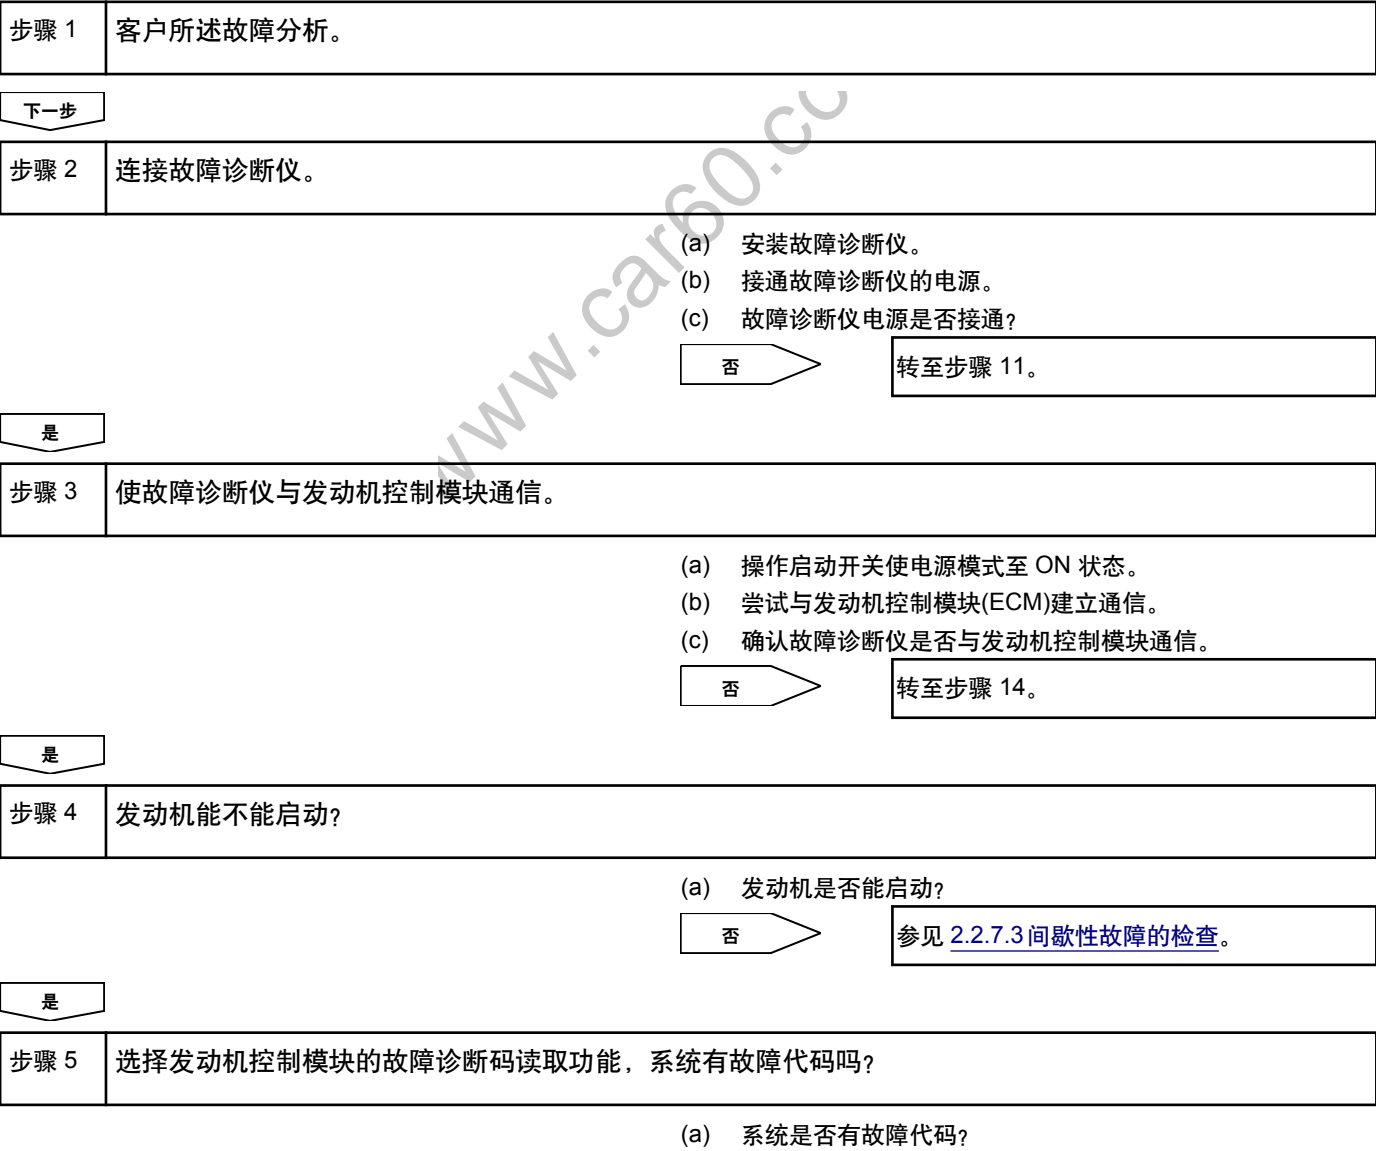 步骤 1
客户所述故障分析。
下一步
步骤 2
连接故障诊断仪。
(a) 安装故障诊断仪。
(b) 接通故障诊断仪的电源。
(c) 故障诊断仪电源是否接通？
否
转至步骤 11。
是
步骤 3
使故障诊断仪与发动机控制模块通信。
(a) 操作启动开关使电源模式至 ON 状态。
(b) 尝试与发动机控制模块(ECM)建立通信。
(c) 确认故障诊断仪是否与发动机控制模块通信。
否
转至步骤 14。
是
步骤 4
发动机能不能启动？
(a) 发动机是否能启动？
否
参见 2.2.7.3 间歇性故障的检查。
是
步骤 5
选择发动机控制模块的故障诊断码读取功能，系统有故障代码吗？
(a) 系统是否有故障代码？
www.car60.co